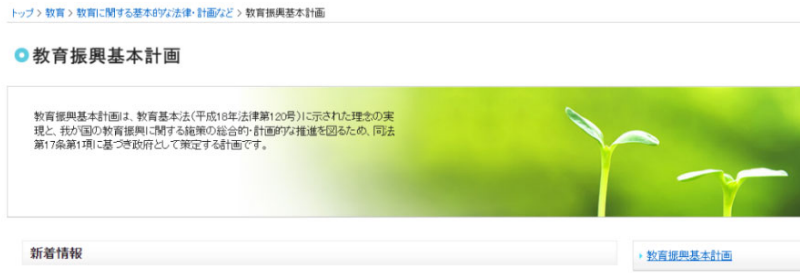 トップ > 教育 > 教育に関する基本的な法律・計画など > 教育振興基本計画
教育振興基本計画
教育振興基本計画は、教育基本法(平成18年法律第120号)に示された理念の実
現と、我が国の教育振興に関する施策の総合的・計画的な推進を図るため、同法
第17条第1項に基づき政府として策定する計画です。
新着情報
教育振興基本計画